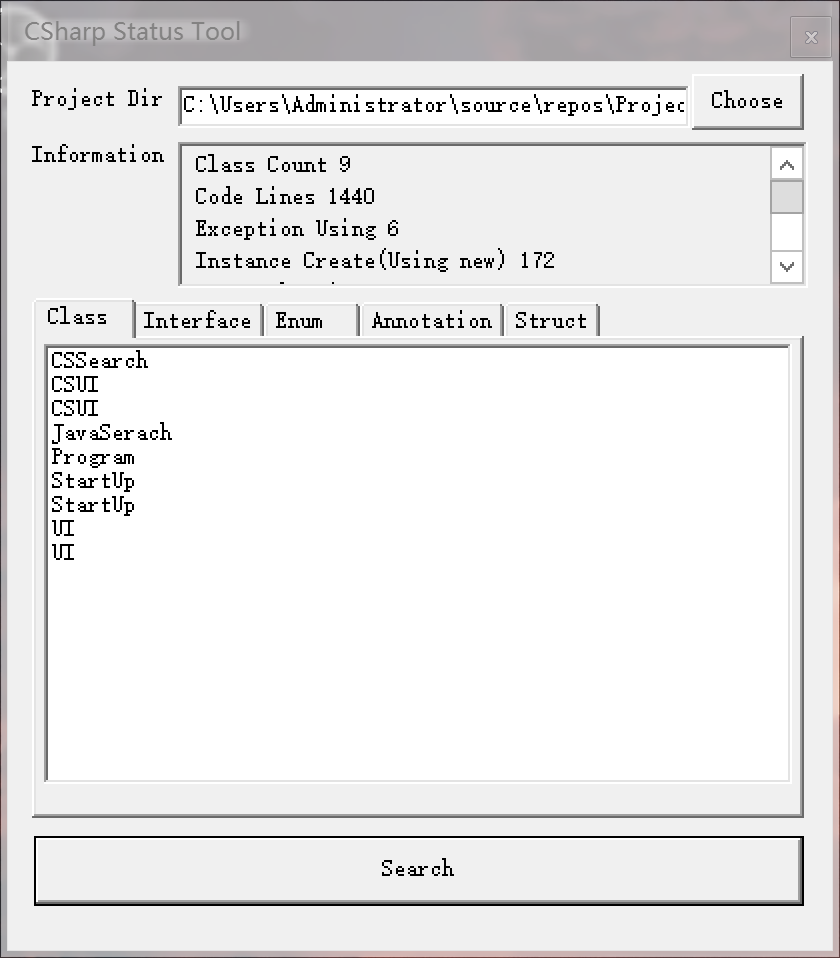 CSharp Status Tool
x
Project Dir
C:\Users\Administrator\source\repos\Projec
Choose
Information
Class Count 9
Code Lines 1440
Exception Using 6
Instance Create(Using new) 172
Class Interface Enum Annotation Struct
CSSearch
CSUI
CSUI
JavaSerach
Program
StartUp
StartUp
UI
UI
Search